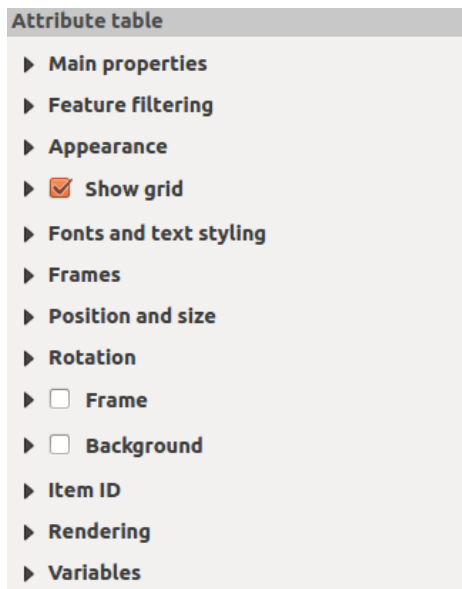 Attribute table
Main properties
Feature filtering
Appearance
Show grid
Fonts and text styling
Frames
Position and size
Rotation
Frame
Background
Item ID
Rendering
Variables